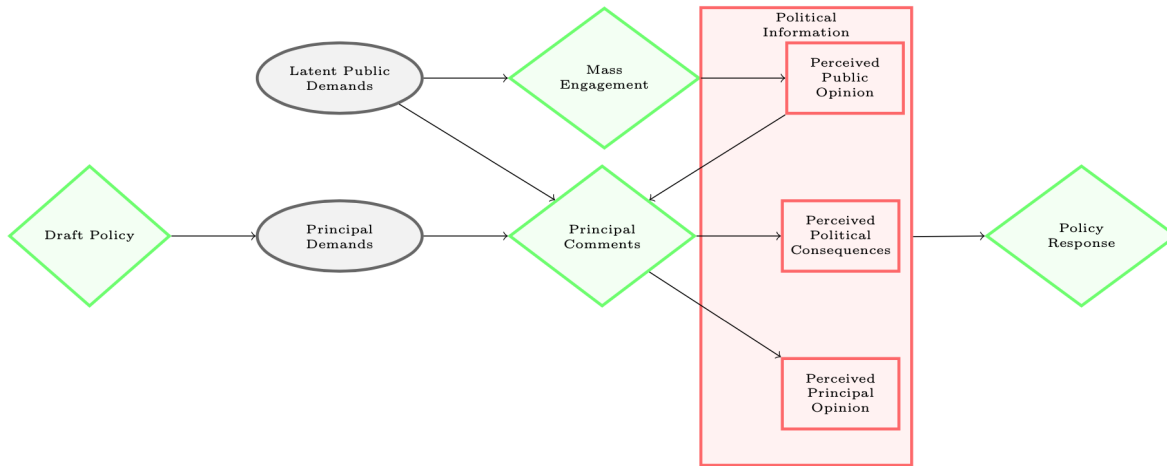 Political
Information
Latent Public
Demands
Mass
Engagement
Perceived
Public
Opinion
Draft Policy
Principal
Demands
Principal
Comments
Perceived
Political
Consequences
Policy
Response
Perceived
Principal
Opinion